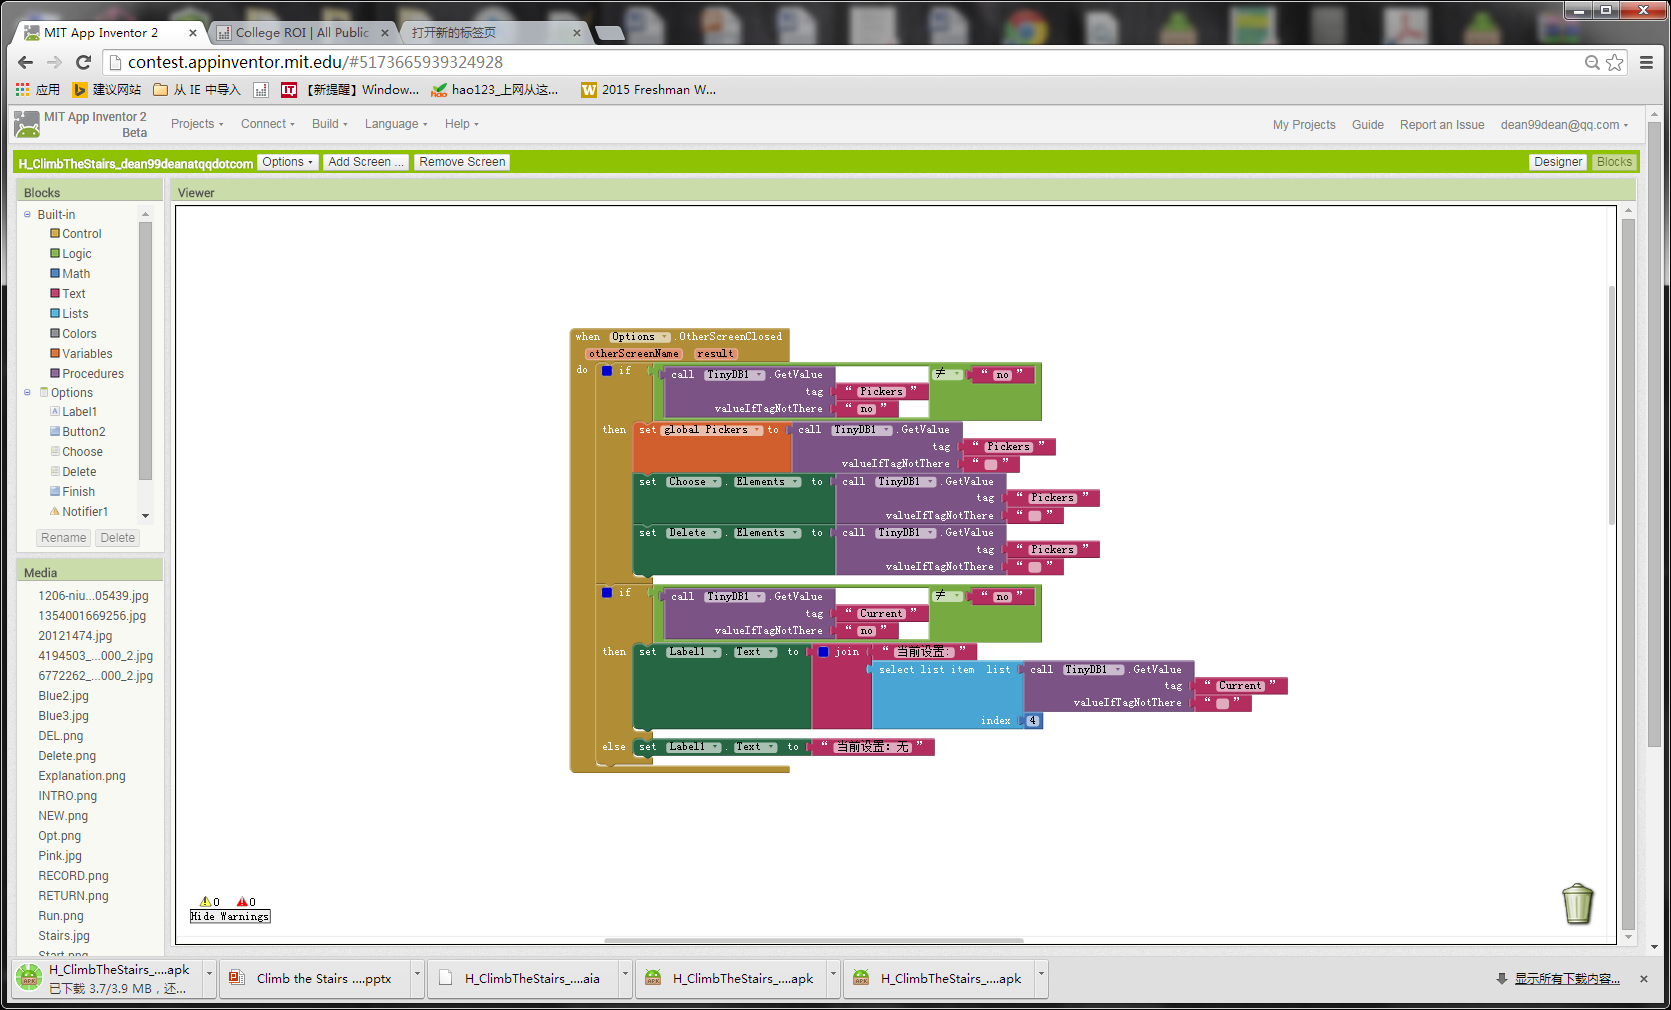 MIT App Inventor 2
College ROI | All Public
打开新的标签页
contest.appinventor.mit.edu/#5173665939324928
应用
建议网站
从 IE 中导入
【新提醒】Window...
hao123_上网从这...
2015 Freshman W...
MIT App Inventor 2
Beta
Projects
Connect
Build
Language
Help
My Projects
Guide
Report an Issue
dean99dean@qq.com
H_ClimbTheStairs_dean99deanatqqdotcom
Options
Add Screen ...
Remove Screen
Designer
Blocks
Blocks
Viewer
Built-in
Control
Logic
Math
Text
Lists
Colors
Variables
Procedures
Options
Label1
Button2
Choose
Delete
Finish
Notifier1
Rename
Delete
Media
1206-niu...05439.jpg
1354001669256.jpg
20121474.jpg
4194503_...000_2.jpg
6772262_...000_2.jpg
Blue2.jpg
Blue3.jpg
DEL.png
Delete.png
Explanation.png
INTRO.png
NEW.png
Opt.png
Pink.jpg
RECORD.png
RETURN.png
Run.png
Stairs.jpg
Start.png
when Options .OtherScreenClosed
otherScreenName result
do if call TinyDB1 .GetValue ≠ “ no ”
tag “ Pickers ”
valueIfTagNotThere “ no ”
then set global Pickers to call TinyDB1 .GetValue
tag “ Pickers ”
valueIfTagNotThere “ ”
set Choose . Elements to call TinyDB1 .GetValue
tag “ Pickers ”
valueIfTagNotThere “ ”
set Delete . Elements to call TinyDB1 .GetValue
tag “ Pickers ”
valueIfTagNotThere “ ”
if call TinyDB1 .GetValue ≠ “ no ”
tag “ Current ”
valueIfTagNotThere “ no ”
then set Label1 . Text to join “ 当前设置: ”
select list item list call TinyDB1 .GetValue
tag “ Current ”
valueIfTagNotThere “ ”
index 4
else set Label1 . Text to “ 当前设置: 无 ”
0 0
Hide Warnings
H_ClimbTheStairs_....apk
已下载 3.7/3.9 MB，还...
Climb the Stairs ....pptx
H_ClimbTheStairs_....aia
H_ClimbTheStairs_....apk
H_ClimbTheStairs_....apk
显示所有下载内容...